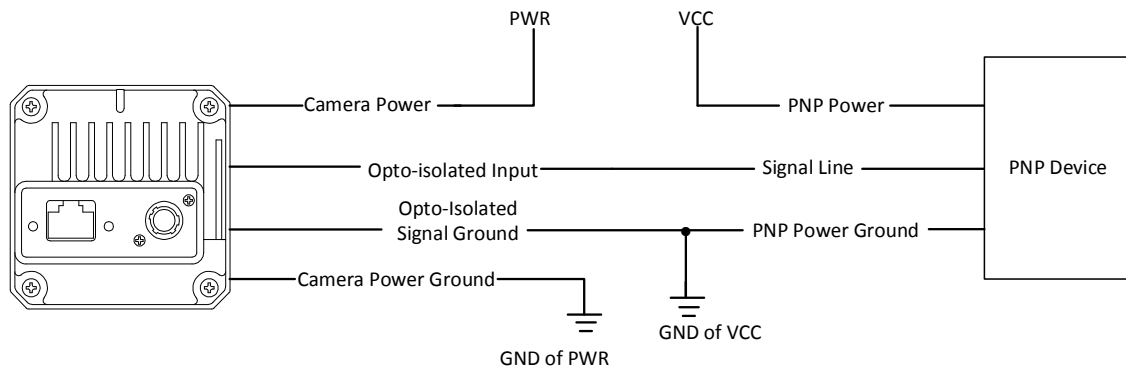 PWR
VCC
Camera Power
PNP Power
Opto-isolated Input
Signal Line
PNP Device
Opto-Isolated
Signal Ground
PNP Power Ground
Camera Power Ground
GND of VCC
GND of PWR